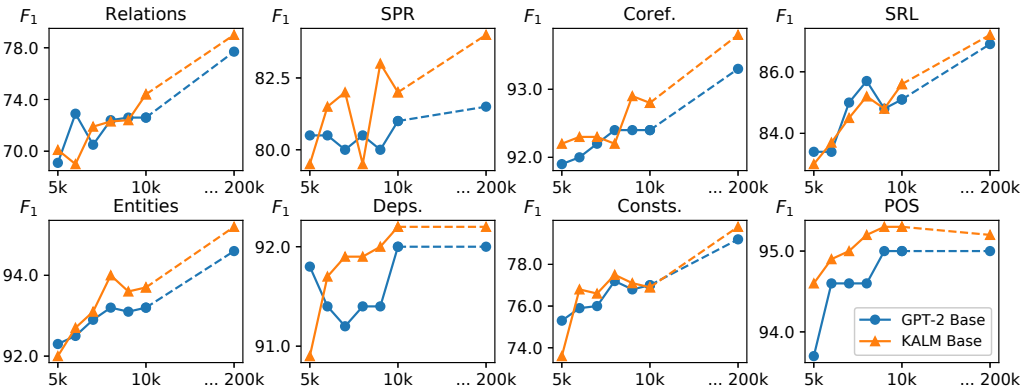 Relations
F1
78.0
74.0
70.0
5k
10k
... 200k
SPR
F1
82.5
80.0
5k
10k
... 200k
Coref.
F1
93.0
92.0
5k
10k
... 200k
SRL
F1
86.0
84.0
5k
10k
... 200k
Entities
F1
94.0
92.0
5k
10k
... 200k
Deps.
F1
92.0
91.0
5k
10k
... 200k
Consts.
F1
78.0
76.0
74.0
5k
10k
... 200k
POS
F1
95.0
94.0
GPT-2 Base
KALM Base
5k
10k
... 200k